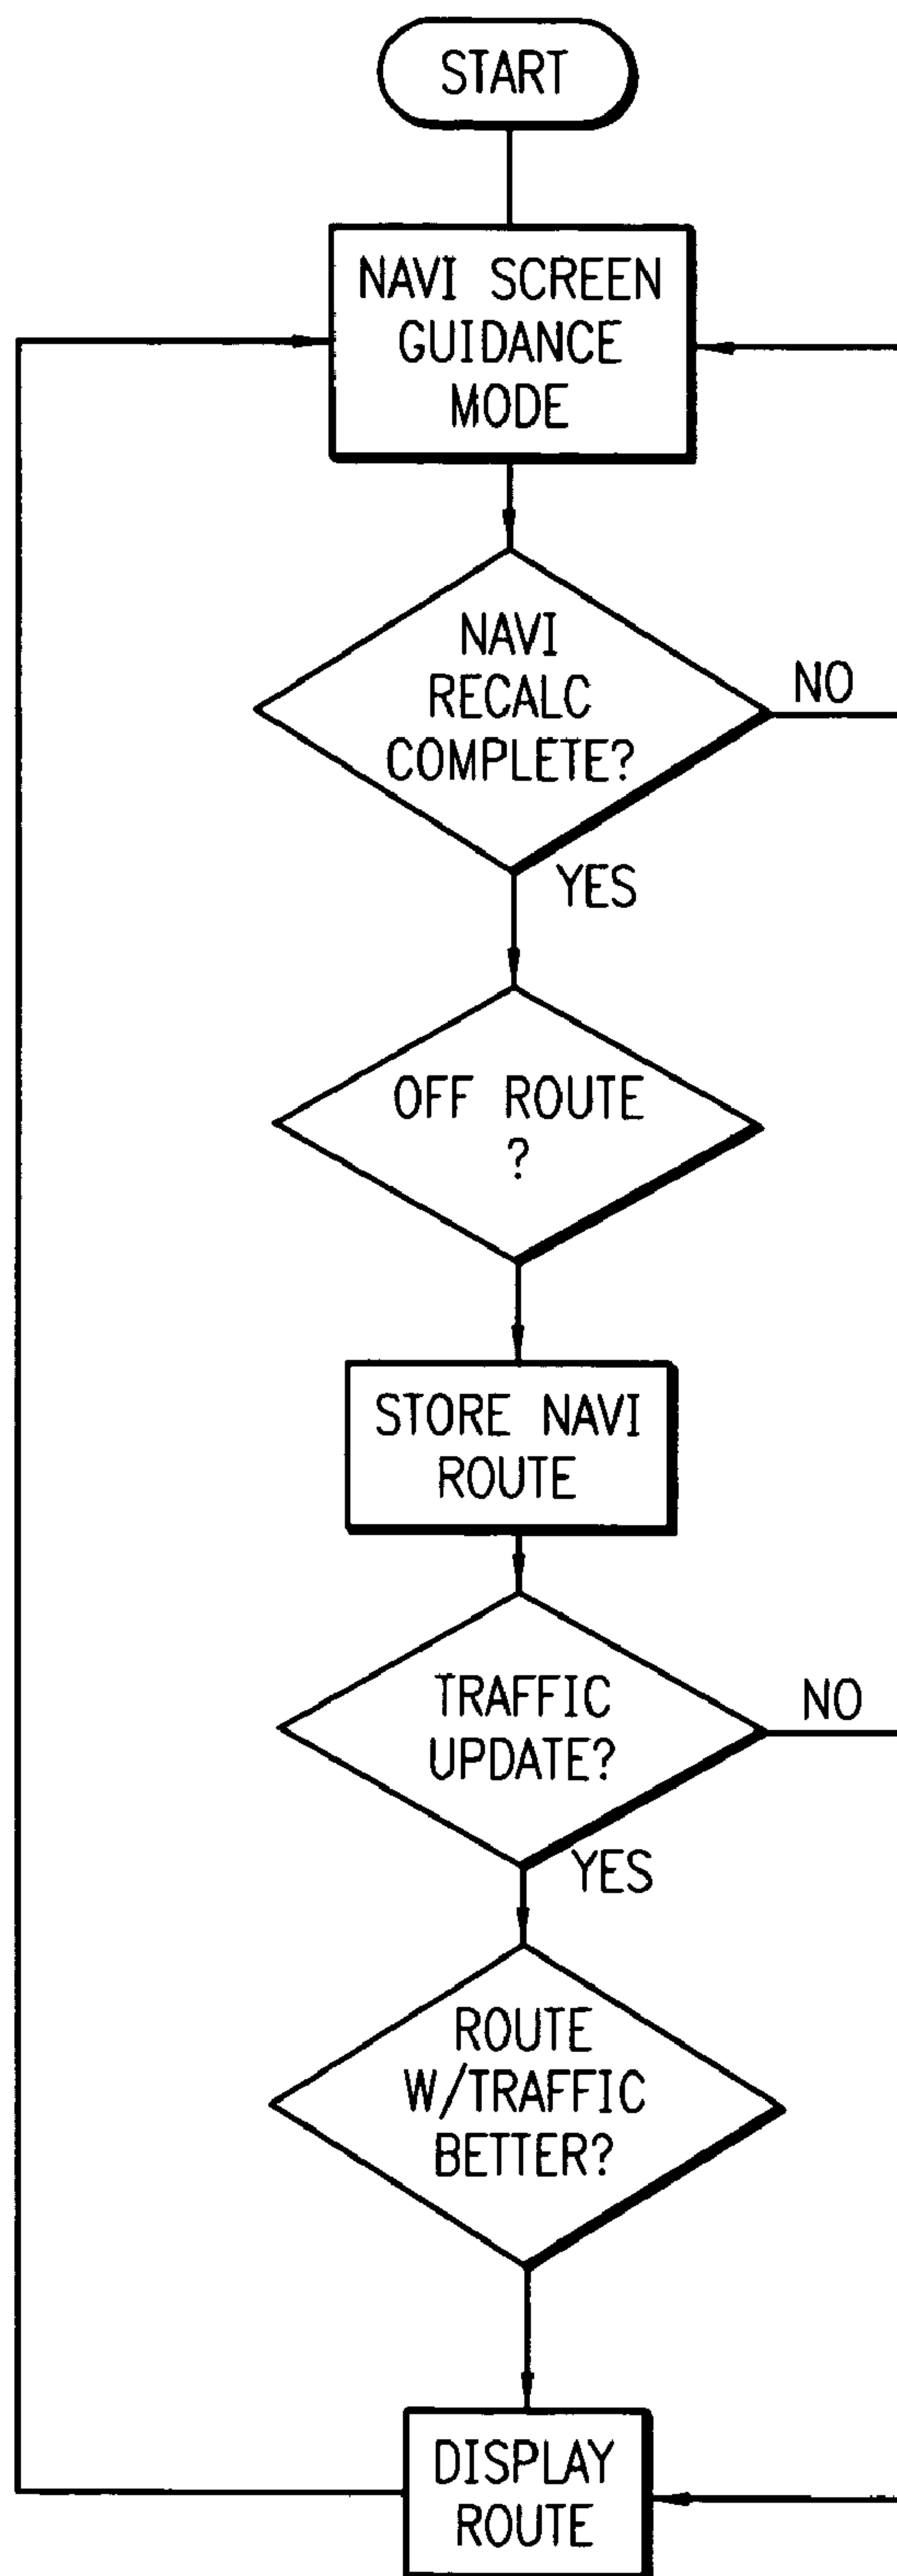 START
NAVI SCREEN
GUIDANCE
MODE
NAVI
RECALC
COMPLETE?
NO
YES
OFF ROUTE
?
STORE NAVI
ROUTE
TRAFFIC
UPDATE?
NO
YES
ROUTE
W/TRAFFIC
BETTER?
DISPLAY
ROUTE